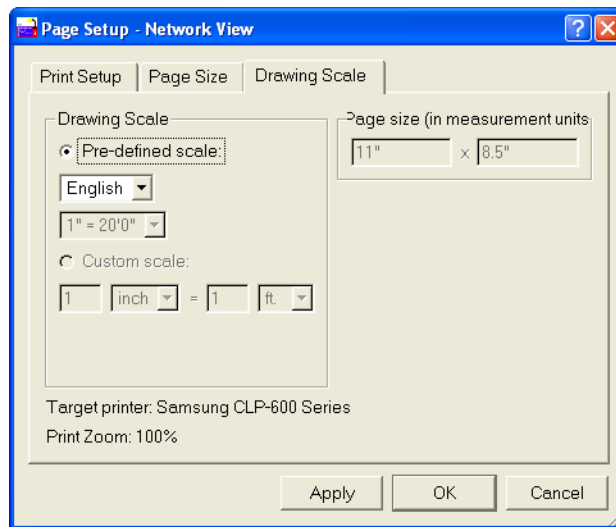 Page Setup - Network View
Print Setup Page Size Drawing Scale
Drawing Scale
Pre-defined scale:
English
1" = 20'0"
Custom scale:
1 inch = 1 ft.
Page size (in measurement units
11" x 8.5"
Target printer: Samsung CLP-600 Series
Print Zoom: 100%
Apply OK Cancel